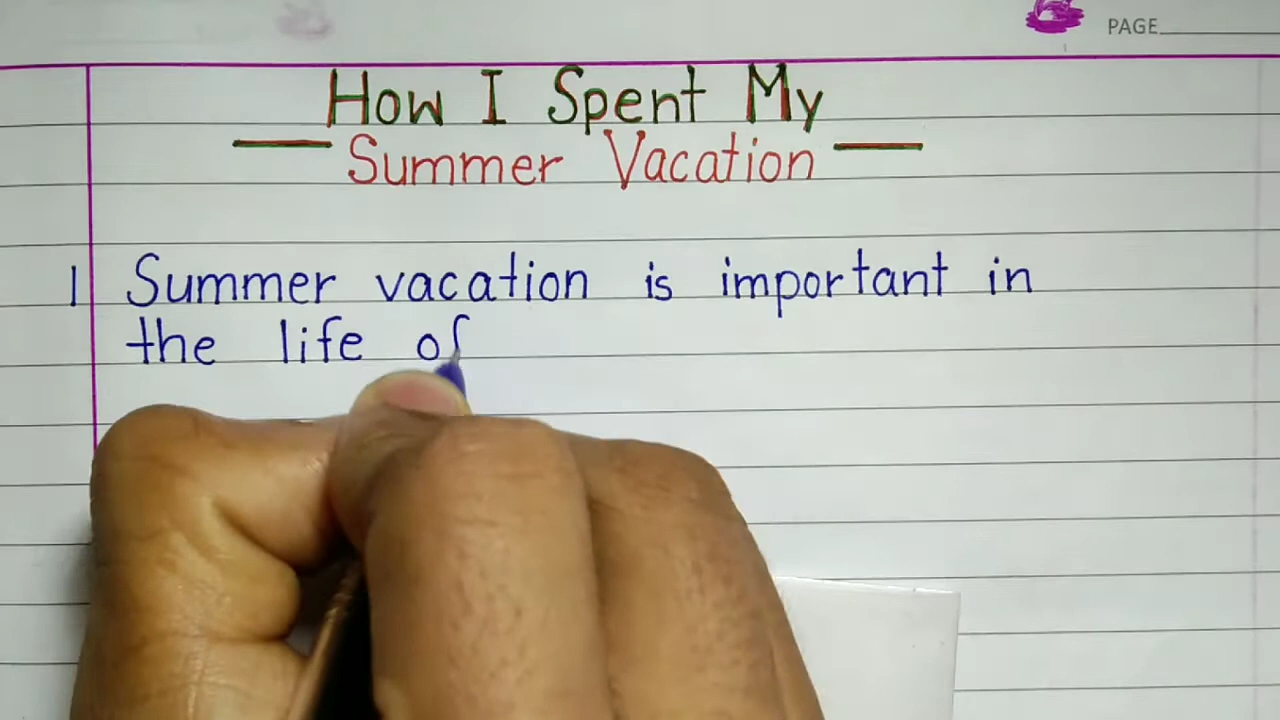 PAGE
How I Spent My
Summer Vacation
1 Summer vacation is important in
the life of